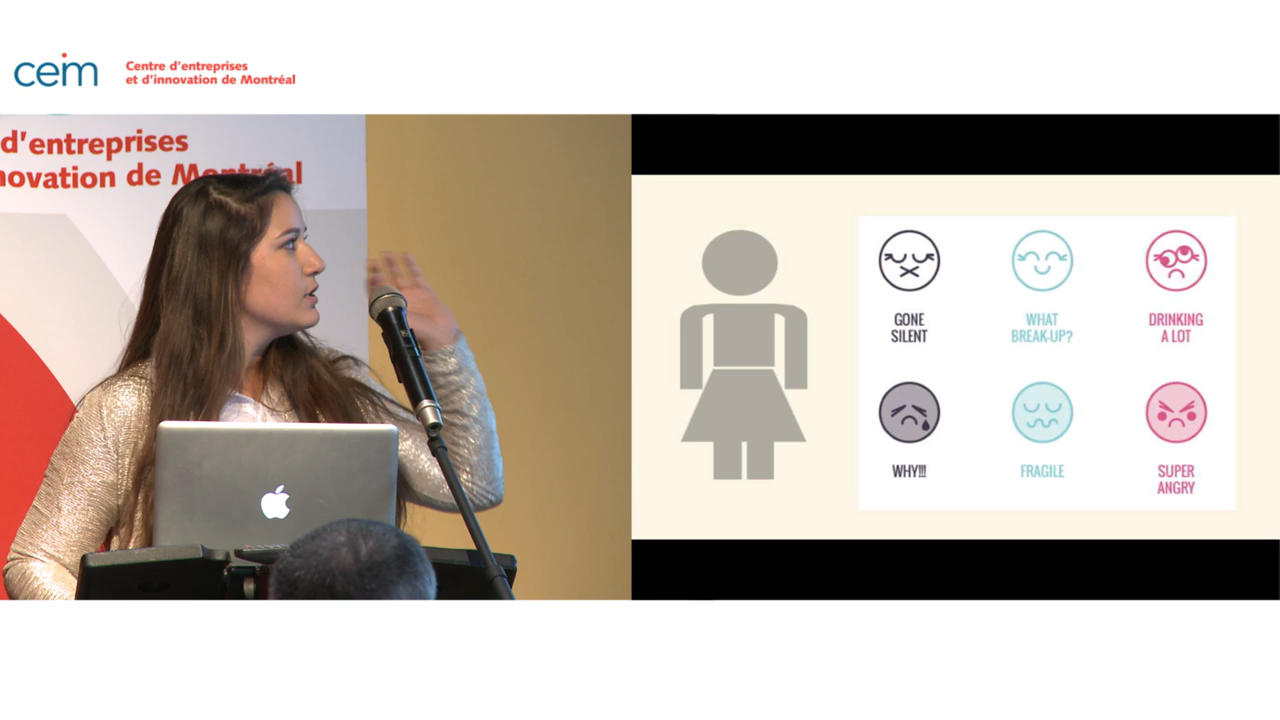 ceim
Centre d'entreprises
et d'innovation de Montréal
d'entreprises
novation de Montréal
GONE
SILENT
WHAT
BREAK-UP?
DRINKING
A LOT
WHY!!!
FRAGILE
SUPER
ANGRY